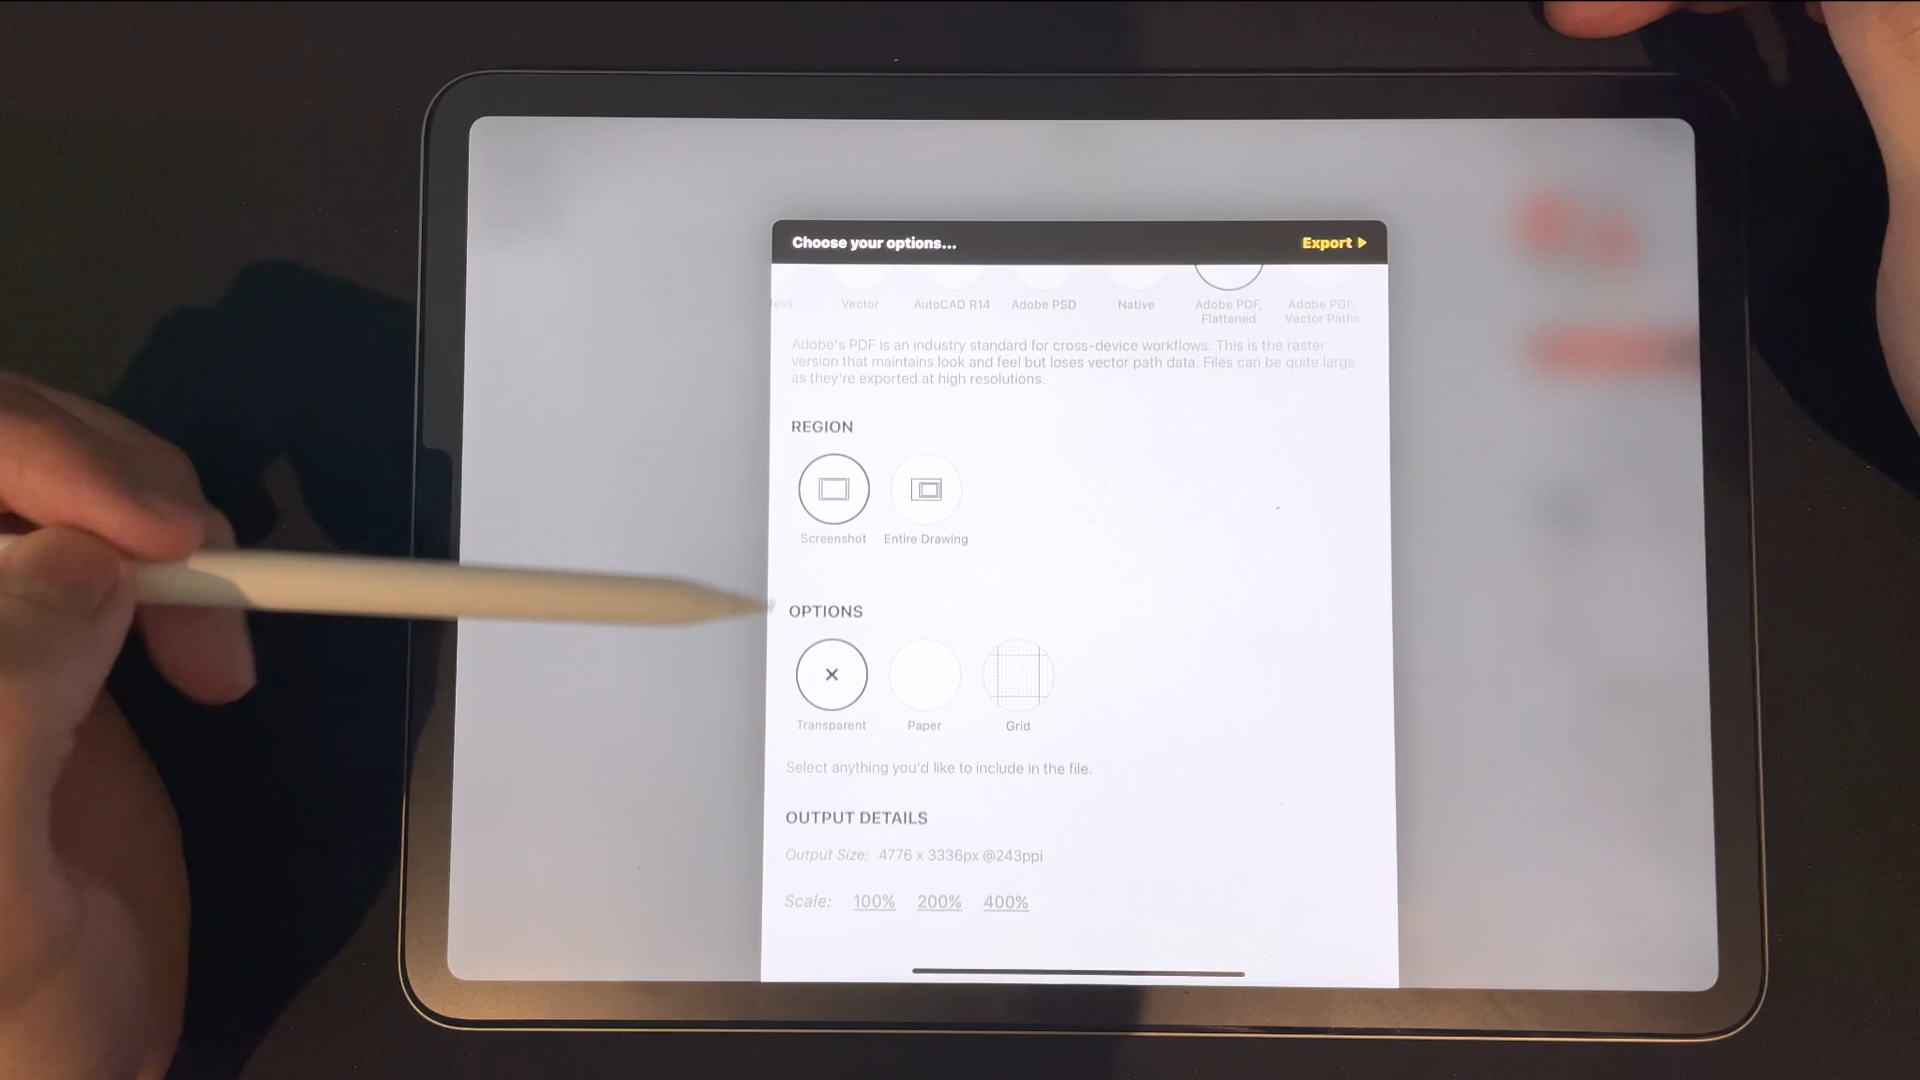 Choose your options...
Export
Vector
AutoCAD R14
Adobe PSD
Native
Adobe PDF,
Flattened
Adobe PDF,
Vector Paths
Adobe's PDF is an industry standard for cross-device workflows. This is the raster
version that maintains look and feel but loses vector path data. Files can be quite large
as they're exported at high resolutions.
REGION
Screenshot
Entire Drawing
OPTIONS
Transparent
Paper
Grid
Select anything you'd like to include in the file.
OUTPUT DETAILS
Output Size: 4776 x 3336px @243ppi
Scale: 100% 200% 400%